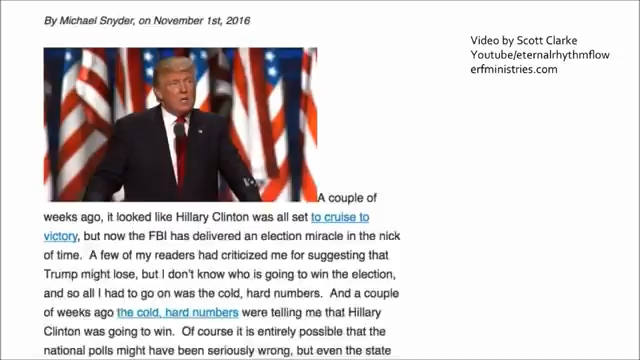 By Michael Snyder, on November 1st, 2016
Video by Scott Clarke
Youtube/eternalrhythmflow
erfministries.com
A couple of
weeks ago, it looked like Hillary Clinton was all set to cruise to
victory, but now the FBI has delivered an election miracle in the nick
of time.  A few of my readers had criticized me for suggesting that
Trump might lose, but I don't know who is going to win the election,
and so all I had to go on was the cold, hard numbers.  And a couple
of weeks ago the cold, hard numbers were telling me that Hillary
Clinton was going to win.  Of course it is entirely possible that the
national polls might have been seriously wrong, but even the state